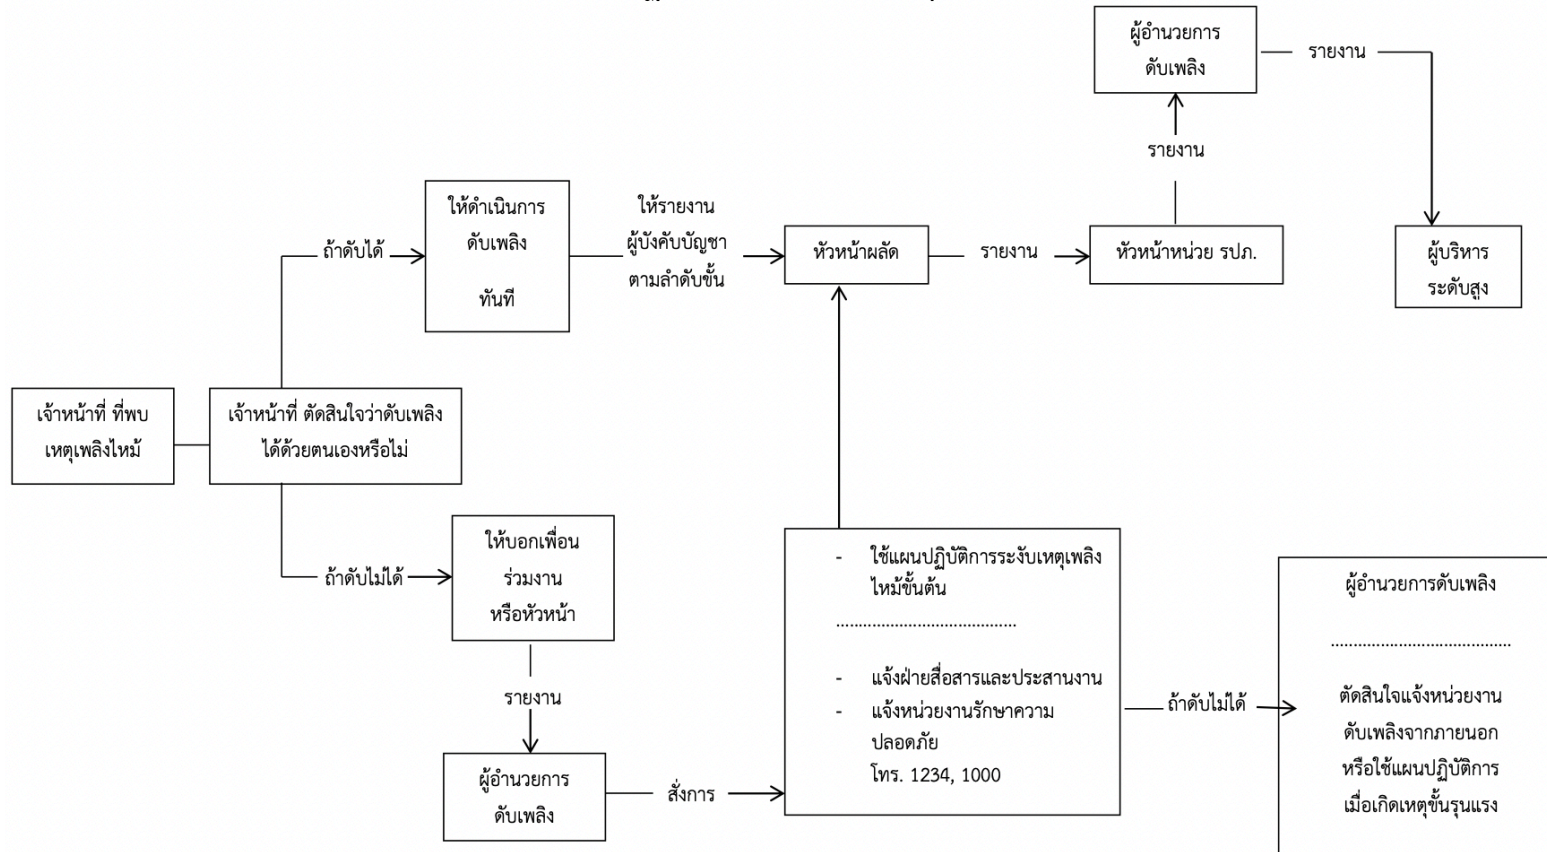 ผู้อำนวยการ
ดับเพลิง
รายงาน
รายงาน
ให้ดำเนินการ
ดับเพลิง
ทันที
ให้รายงาน
ผู้บังคับบัญชา
ตามลำดับขั้น
ถ้าดับได้
หัวหน้าผลัด
รายงาน
หัวหน้าหน่วย รปภ.
ผู้บริหาร
ระดับสูง
เจ้าหน้าที่ ที่พบ
เหตุเพลิงไหม้
เจ้าหน้าที่ ตัดสินใจว่าดับเพลิง
ได้ด้วยตนเองหรือไม่
ถ้าดับไม่ได้
ให้บอกเพื่อน
ร่วมงาน
หรือหัวหน้า
รายงาน
ผู้อำนวยการ
ดับเพลิง
สั่งการ
- ใช้แผนปฏิบัติการระงับเหตุเพลิง
ไหม้ขั้นต้น
........................................
- แจ้งฝ่ายสื่อสารและประสานงาน
- แจ้งหน่วยงานรักษาความ
ปลอดภัย
โทร. 1234, 1000
ถ้าดับไม่ได้
ผู้อำนวยการดับเพลิง
........................................
ตัดสินใจแจ้งหน่วยงาน
ดับเพลิงจากภายนอก
หรือใช้แผนปฏิบัติการ
เมื่อเกิดเหตุขั้นรุนแรง